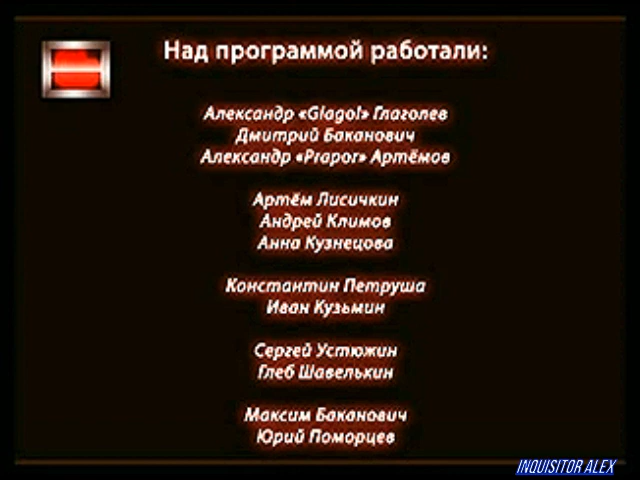 Над программой работали:
Александр «Glagol» Глаголев
Дмитрий Баканович
Александр «Prapor» Артёмов
Артём Лисичкин
Андрей Климов
Анна Кузнецова
Константин Петруша
Иван Кузьмин
Сергей Устюжин
Глеб Шавелькин
Максим Баканович
Юрий Поморцев
INQUISITOR ALEX